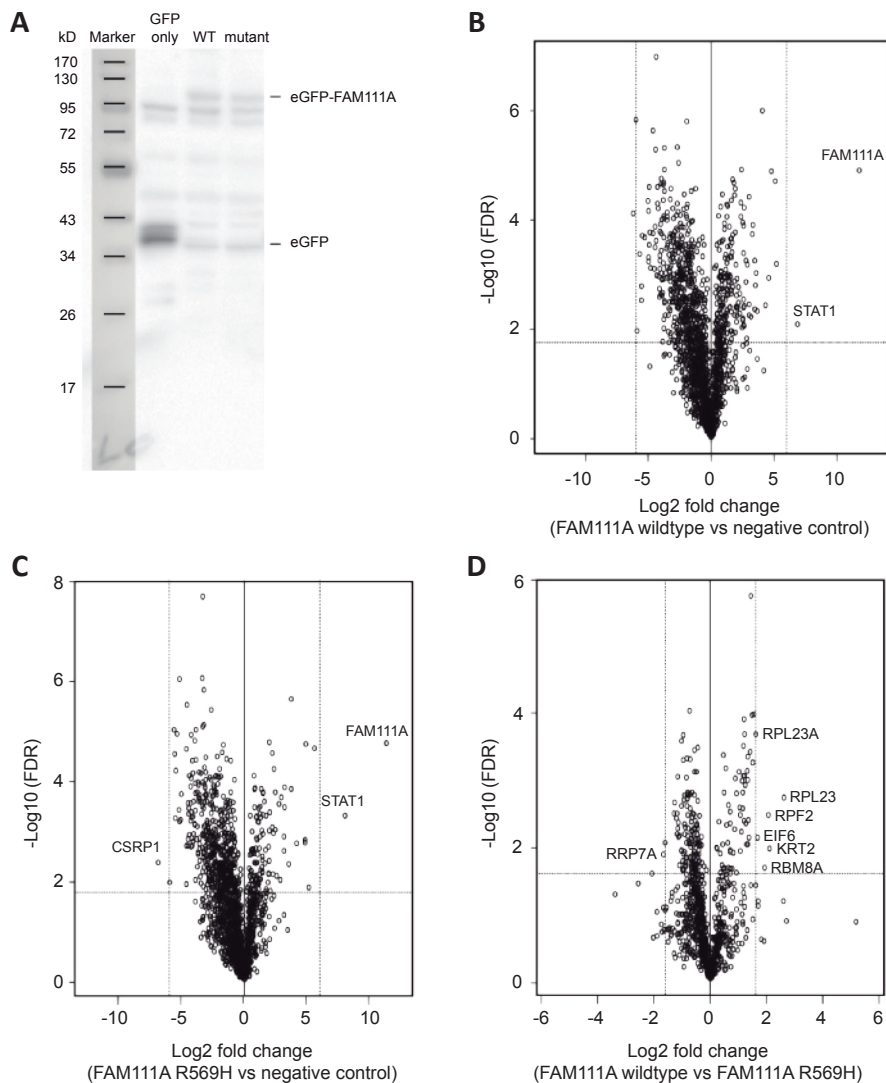 A
kD Marker GFP only WT mutant
170
130
95
72
55
43
34
26
17
eGFP-FAM111A
eGFP
B
-Log10 (FDR)
6
4
2
0
FAM111A
STAT1
-10 -5 0 5 10
Log2 fold change
(FAM111A wildtype vs negative control)
C
-Log10 (FDR)
8
6
4
2
0
FAM111A
STAT1
CSRP1
-10 -5 0 5 10
Log2 fold change
(FAM111A R569H vs negative control)
D
-Log10 (FDR)
6
4
2
0
RPL23A
RPL23
RPF2
EIF6
KRT2
RRP7A
RBM8A
-6 -4 -2 0 2 4 6
Log2 fold change
(FAM111A wildtype vs FAM111A R569H)